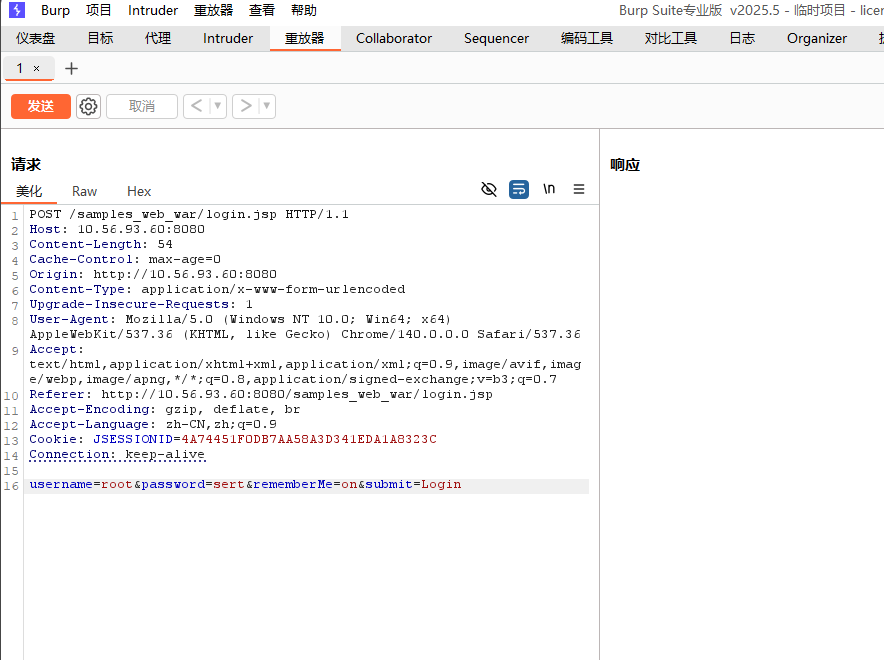 Burp 项目 Intruder 重放器 查看 帮助 Burp Suite专业版 v2025.5 - 临时项目 - licen
仪表盘 目标 代理 Intruder 重放器 Collaborator Sequencer 编码工具 对比工具 日志 Organizer
1 × +
发送 取消 < ▼ > ▼
请求
响应
美化 Raw Hex \n
1 POST /samples_web_war/login.jsp HTTP/1.1
2 Host: 10.56.93.60:8080
3 Content-Length: 54
4 Cache-Control: max-age=0
5 Origin: http://10.56.93.60:8080
6 Content-Type: application/x-www-form-urlencoded
7 Upgrade-Insecure-Requests: 1
8 User-Agent: Mozilla/5.0 (Windows NT 10.0; Win64; x64)
AppleWebKit/537.36 (KHTML, like Gecko) Chrome/140.0.0.0 Safari/537.36
9 Accept:
text/html,application/xhtml+xml,application/xml;q=0.9,image/avif,imag
e/webp,image/apng,*/*;q=0.8,application/signed-exchange;v=b3;q=0.7
10 Referer: http://10.56.93.60:8080/samples_web_war/login.jsp
11 Accept-Encoding: gzip, deflate, br
12 Accept-Language: zh-CN,zh;q=0.9
13 Cookie: JSESSIONID=4A74451F0DB7AA58A3D341EDA1A8323C
14 Connection: keep-alive
15
16 username=root&password=sert&rememberMe=on&submit=Login